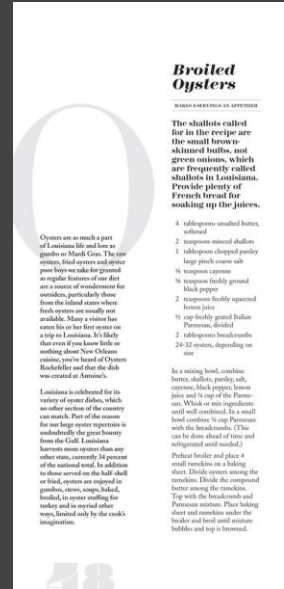 O
Oysters are as much a part
of Louisiana life and lore as
gumbo or Mardi Gras. The raw
oysters, fried oysters and oyster
poor boys we take for granted
as regular features of our diet
are a source of wonderment for
outsiders, particularly those
from the inland states where
fresh oysters are usually not
available. Many a visitor has
eaten his or her first oyster on
a trip to Louisiana. It's likely
that even if you know little or
nothing about New Orleans
cuisine, you've heard of Oysters
Rockefeller and that the dish
was created at Antoine's.
Louisiana is celebrated for its
variety of oyster dishes, which
no other section of the country
can match. Part of the reason
for our large oyster repertoire is
undoubtedly the great bounty
from the Gulf. Louisiana
harvests more oysters than any
other state, currently 34 percent
of the national total. In addition
to those served on the half-shell
or fried, oysters are enjoyed in
gumbos, stews, soups, baked,
broiled, in oyster stuffing for
turkey and in myriad other
ways, limited only by the cook's
imagination.
48
Broiled
Oysters
MAKES 4 SERVINGS AN APPETIZER
The shallots called
for in the recipe are
the small brown-
skinned bulbs, not
green onions, which
are frequently called
shallots in Louisiana.
Provide plenty of
French bread for
soaking up the juices.
4 tablespoons unsalted butter,
softened
2 teaspoons minced shallots
1 tablespoon chopped parsley
large pinch coarse salt
teaspoon cayenne
teaspoon freshly ground
black pepper
2 teaspoons freshly squeezed
lemon juice
½ cup freshly grated Italian
Parmesan, divided
2 tablespoons breadcrumbs
24-32 oysters, depending on
size
In a mixing bowl, combine
butter, shallots, parsley, salt,
cayenne, black pepper, lemon
juice and ¼ cup of the Parme-
san. Whisk or mix ingredients
until well combined. In a small
bowl combine ¼ cup Parmesan
with the breadcrumbs. (This
can be done ahead of time and
refrigerated until needed.)
Preheat broiler and place 4
small ramekins on a baking
sheet. Divide oysters among the
ramekins. Divide the compound
butter among the ramekins.
Top with the breadcrumb and
Parmesan mixture. Place baking
sheet and ramekins under the
broiler and broil until mixture
bubbles and top is browned.